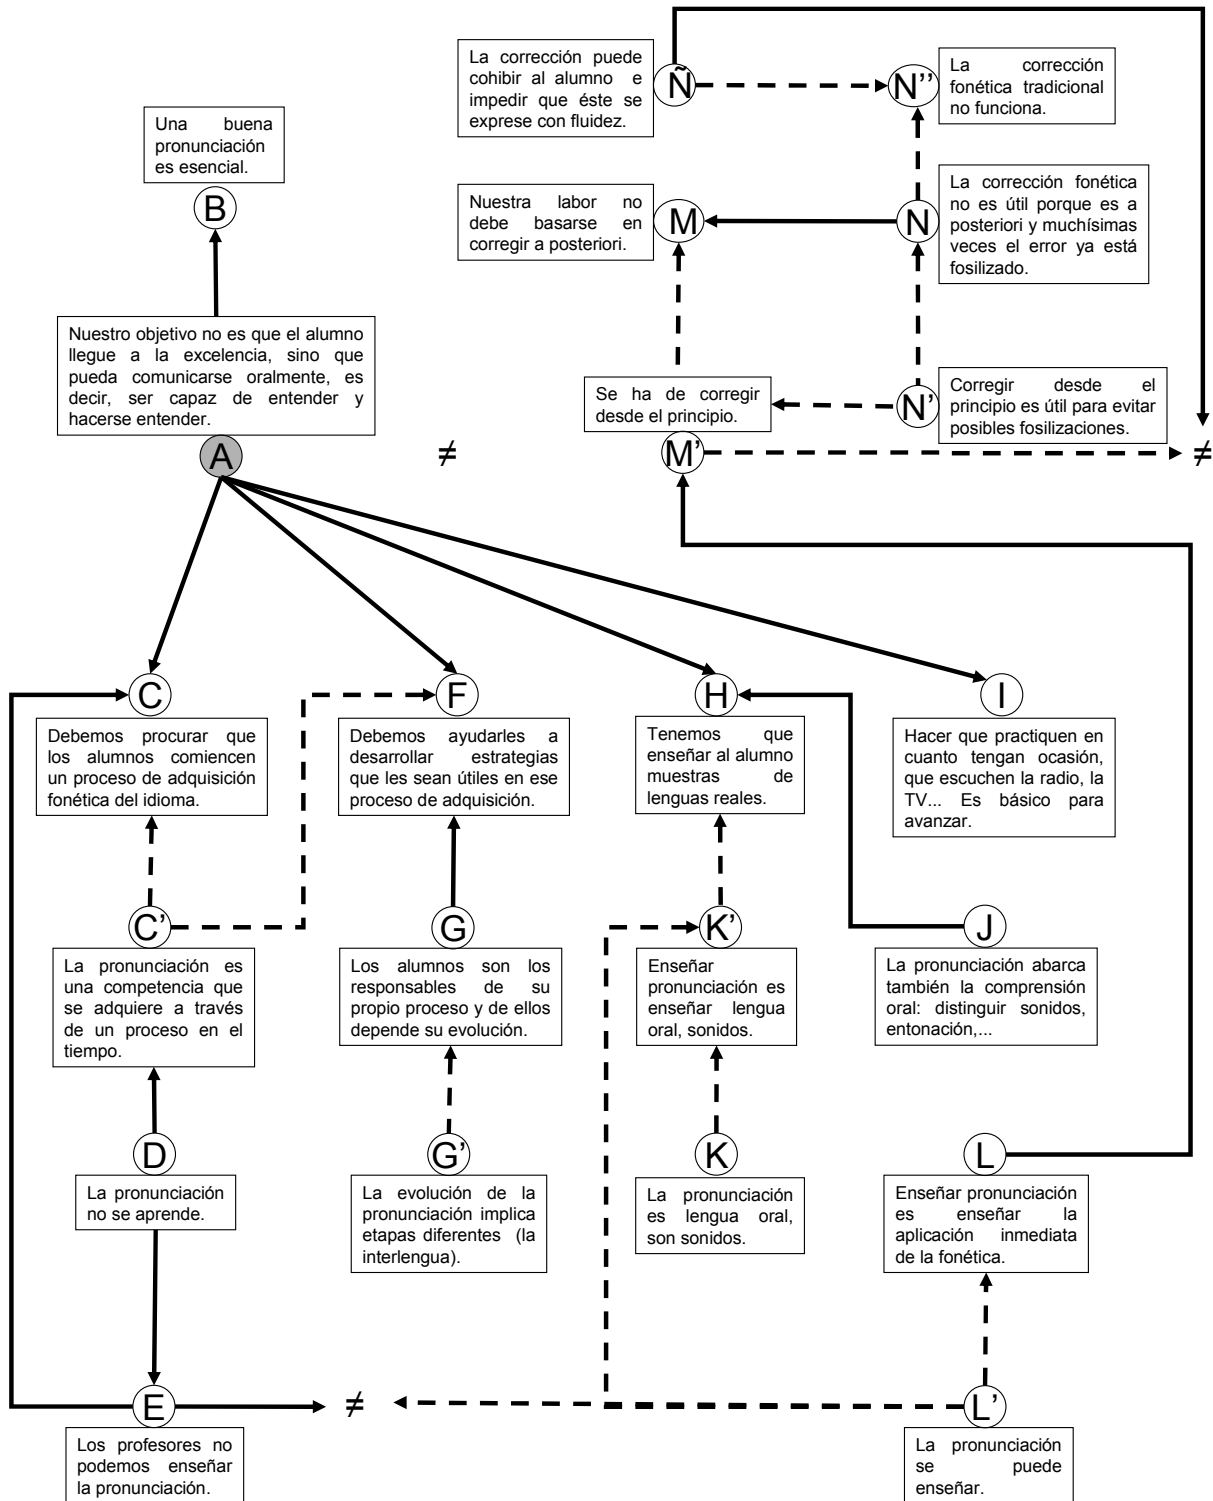 La corrección puede
cohibir al alumno e
impedir que éste se
exprese con fluidez.
Ñ
N''
La corrección
fonética tradicional
no funciona.
Una buena
pronunciación
es esencial.
B
Nuestra labor no
debe basarse en
corregir a posteriori.
M
N
La corrección fonética
no es útil porque es a
posteriori y muchísimas
veces el error ya está
fosilizado.
Nuestro objetivo no es que el alumno
llegue a la excelencia, sino que
pueda comunicarse oralmente, es
decir, ser capaz de entender y
hacerse entender.
A
≠
Se ha de corregir
desde el principio.
M'
N'
Corregir desde el
principio es útil para evitar
posibles fosilizaciones.
≠
C
Debemos procurar que
los alumnos comiencen
un proceso de adquisición
fonética del idioma.
F
Debemos ayudarles a
desarrollar estrategias
que les sean útiles en ese
proceso de adquisición.
H
Tenemos que
enseñar al alumno
muestras de
lenguas reales.
I
Hacer que practiquen en
cuanto tengan ocasión,
que escuchen la radio, la
TV... Es básico para
avanzar.
C'
La pronunciación es
una competencia que
se adquiere a través
de un proceso en el
tiempo.
G
Los alumnos son los
responsables de su
propio proceso y de ellos
depende su evolución.
K'
Enseñar
pronunciación es
enseñar lengua
oral, sonidos.
J
La pronunciación abarca
también la comprensión
oral: distinguir sonidos,
entonación,...
D
La pronunciación
no se aprende.
G'
La evolución de la
pronunciación implica
etapas diferentes (la
interlengua).
K
La pronunciación
es lengua oral,
son sonidos.
L
Enseñar pronunciación
es enseñar la
aplicación inmediata
de la fonética.
E
Los profesores no
podemos enseñar
la pronunciación.
≠
L'
La pronunciación
se puede
enseñar.